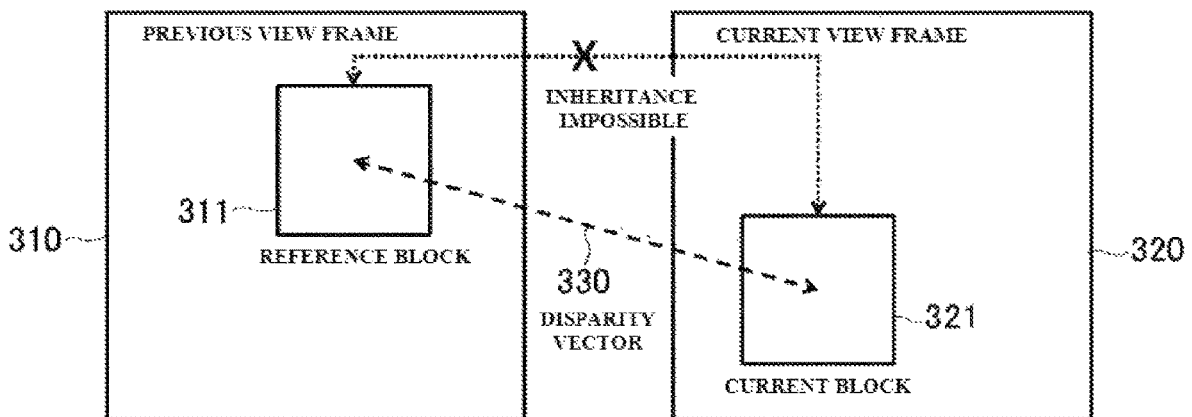 PREVIOUS VIEW FRAME
CURRENT VIEW FRAME
X
INHERITANCE
IMPOSSIBLE
311
310
REFERENCE BLOCK
330
320
321
DISPARITY
VECTOR
CURRENT BLOCK